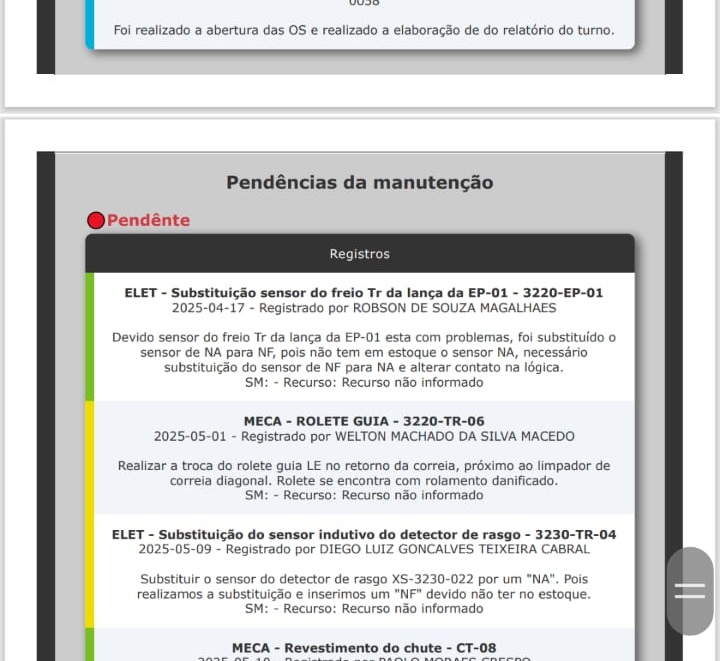 0058
Foi realizado a abertura das OS e realizado a elaboração de do relatório do turno.
Pendências da manutenção
Pendênte
Registros
ELET - Substituição sensor do freio Tr da lança da EP-01 - 3220-EP-01
2025-04-17 - Registrado por ROBSON DE SOUZA MAGALHAES
Devido sensor do freio Tr da lança da EP-01 esta com problemas, foi substituído o
sensor de NA para NF, pois não tem em estoque o sensor NA, necessário
substituição do sensor de NF para NA e alterar contato na lógica.
SM: - Recurso: Recurso não informado
MECA - ROLETE GUIA - 3220-TR-06
2025-05-01 - Registrado por WELTON MACHADO DA SILVA MACEDO
Realizar a troca do rolete guia LE no retorno da correia, próximo ao limpador de
correia diagonal. Rolete se encontra com rolamento danificado.
SM: - Recurso: Recurso não informado
ELET - Substituição do sensor indutivo do detector de rasgo - 3230-TR-04
2025-05-09 - Registrado por DIEGO LUIZ GONCALVES TEIXEIRA CABRAL
Substituir o sensor do detector de rasgo XS-3230-022 por um "NA". Pois
realizamos a substituição e inserimos um "NF" devido não ter no estoque.
SM: - Recurso: Recurso não informado
MECA - Revestimento do chute - CT-08
2025-05-10 - Registrado por PAOLO MORAES CRESPO